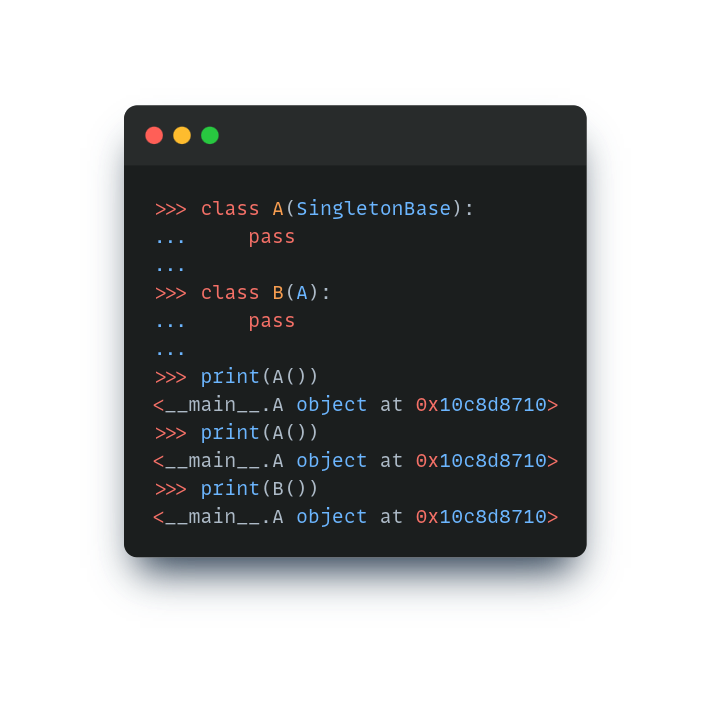 >>> class A(SingletonBase):
...     pass
...
>>> class B(A):
...     pass
...
>>> print(A())
<__main__.A object at 0x10c8d8710>
>>> print(A())
<__main__.A object at 0x10c8d8710>
>>> print(B())
<__main__.A object at 0x10c8d8710>